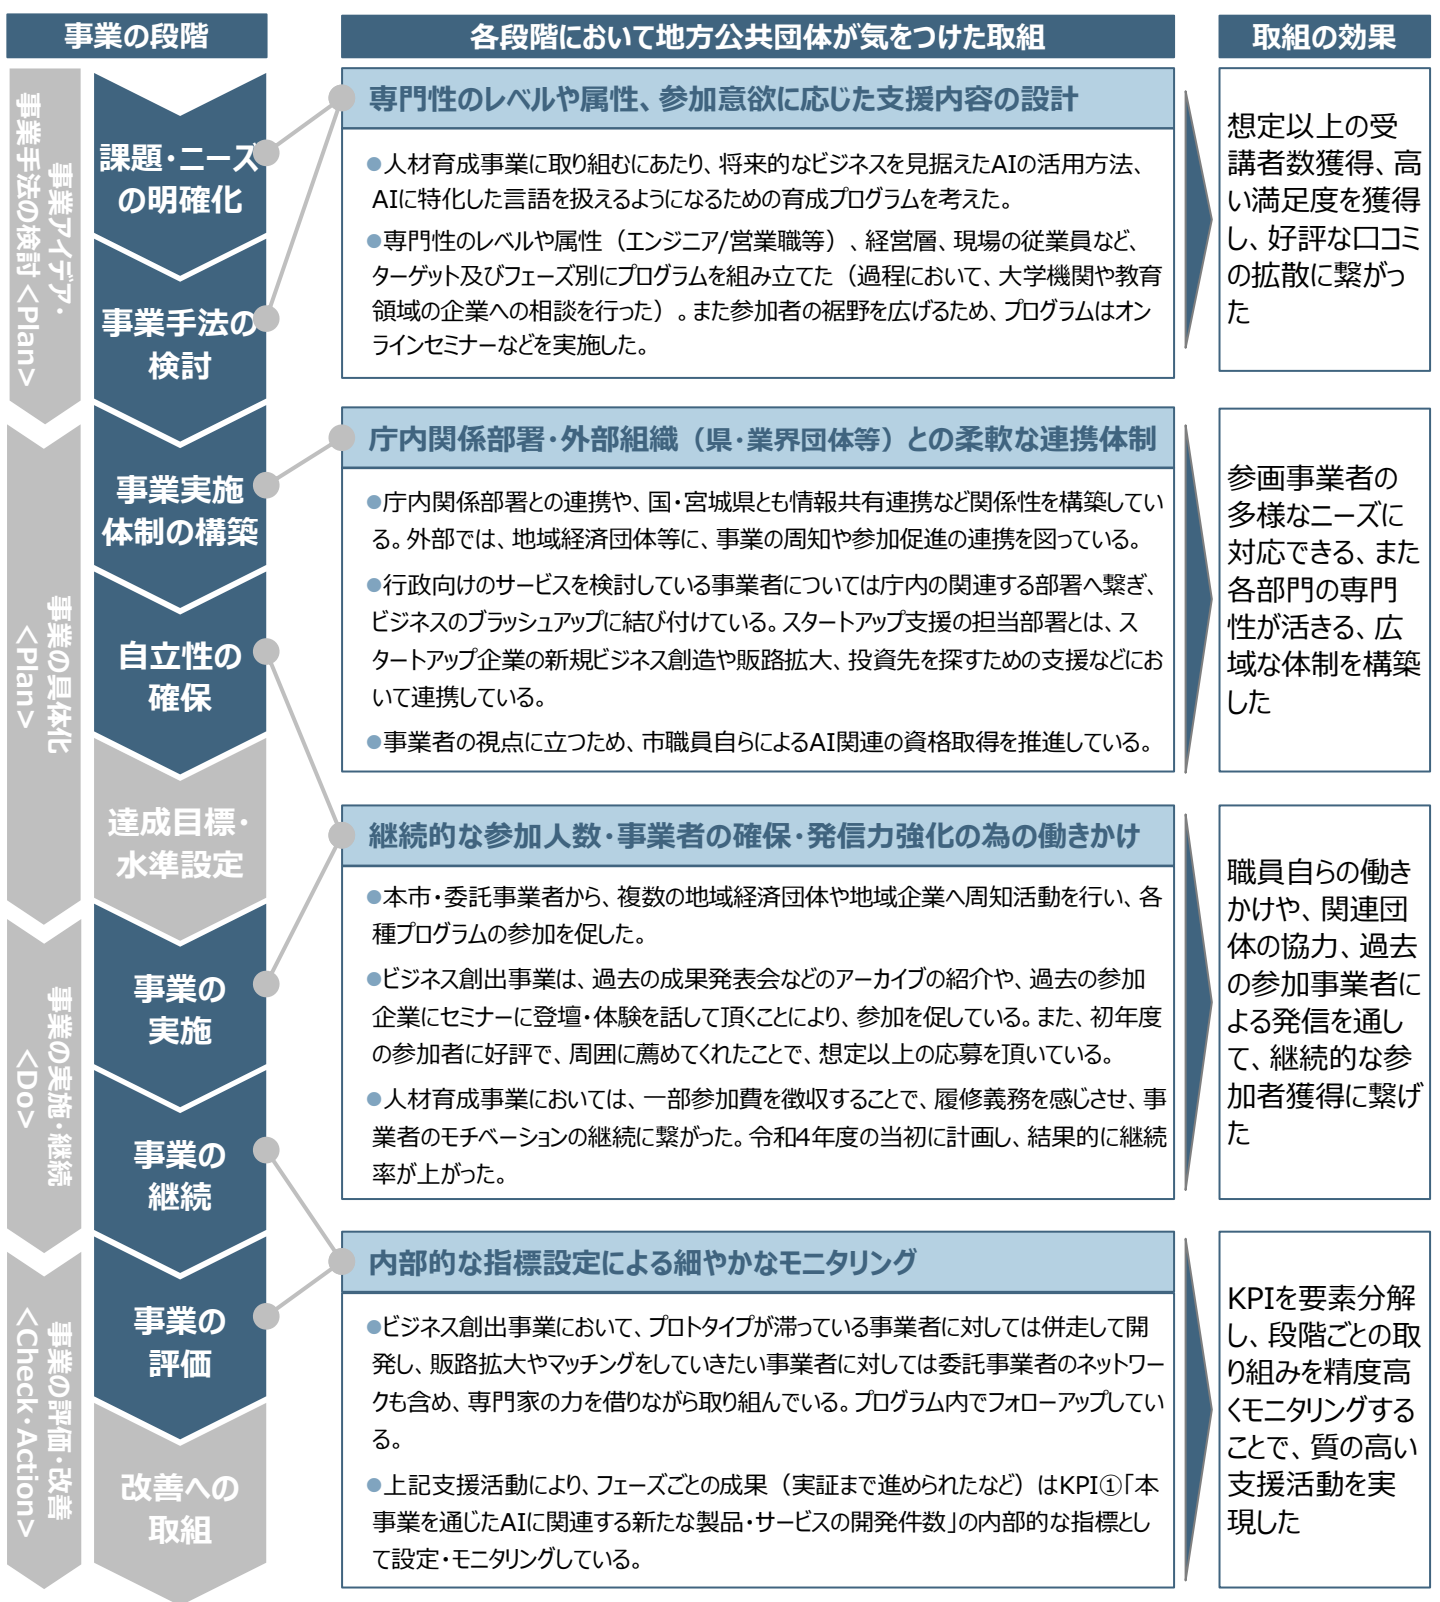 事業の段階
各段階において地方公共団体が気をつけた取組
取組の効果
事業アイデア・
事業手法の検討 <Plan>
事業の具体化
<Plan>
事業の実施・継続
<Do>
事業の評価・改善
<Check・Action>
課題・ニーズ
の明確化
事業手法の
検討
事業実施
体制の構築
自立性の
確保
達成目標・
水準設定
事業の
実施
事業の
継続
事業の
評価
改善への
取組
専門性のレベルや属性、参加意欲に応じた支援内容の設計
●人材育成事業に取り組むにあたり、将来的なビジネスを見据えたAIの活用方法、
AIに特化した言語を扱えるようになるための育成プログラムを考えた。
●専門性のレベルや属性（エンジニア/営業職等）、経営層、現場の従業員など、
ターゲット及びフェーズ別にプログラムを組み立てた（過程において、大学機関や教育
領域の企業への相談を行った）。また参加者の裾野を広げるため、プログラムはオン
ラインセミナーなどを実施した。
想定以上の受
講者数獲得、高
い満足度を獲得
し、好評な口コミ
の拡散に繋がっ
た
庁内関係部署・外部組織（県・業界団体等）との柔軟な連携体制
●庁内関係部署との連携や、国・宮城県とも情報共有連携など関係性を構築してい
る。外部では、地域経済団体等に、事業の周知や参加促進の連携を図っている。
●行政向けのサービスを検討している事業者については庁内の関連する部署へ繋ぎ、
ビジネスのブラッシュアップに結び付けている。スタートアップ支援の担当部署とは、ス
タートアップ企業の新規ビジネス創造や販路拡大、投資先を探すための支援などにお
いて連携している。
●事業者の視点に立つため、市職員自らによるAI関連の資格取得を推進している。
参画事業者の
多様なニーズに
対応できる、また
各部門の専門
性が活きる、広
域な体制を構築
した
継続的な参加人数・事業者の確保・発信力強化の為の働きかけ
●本市・委託事業者から、複数の地域経済団体や地域企業へ周知活動を行い、各
種プログラムの参加を促した。
●ビジネス創出事業は、過去の成果発表会などのアーカイブの紹介や、過去の参加
企業にセミナーに登壇・体験を話して頂くことにより、参加を促している。また、初年度
の参加者に好評で、周囲に薦めてくれたことで、想定以上の応募を頂いている。
●人材育成事業においては、一部参加費を徴収することで、履修義務を感じさせ、事
業者のモチベーションの継続に繋がった。令和4年度の当初に計画し、結果的に継続
率が上がった。
職員自らの働き
かけや、関連団
体の協力、過去
の参加事業者に
よる発信を通し
て、継続的な参
加者獲得に繋げ
た
内部的な指標設定による細やかなモニタリング
●ビジネス創出事業において、プロトタイプが滞っている事業者に対しては併走して開
発し、販路拡大やマッチングをしていきたい事業者に対しては委託事業者のネットワー
クも含め、専門家の力を借りながら取り組んでいる。プログラム内でフォローアップしてい
る。
●上記支援活動により、フェーズごとの成果（実証まで進められたなど）はKPI①「本
事業を通じたAIに関連する新たな製品・サービスの開発件数」の内部的な指標とし
て設定・モニタリングしている。
KPIを要素分解
し、段階ごとの取
り組みを精度高
くモニタリングする
ことで、質の高い
支援活動を実
現した